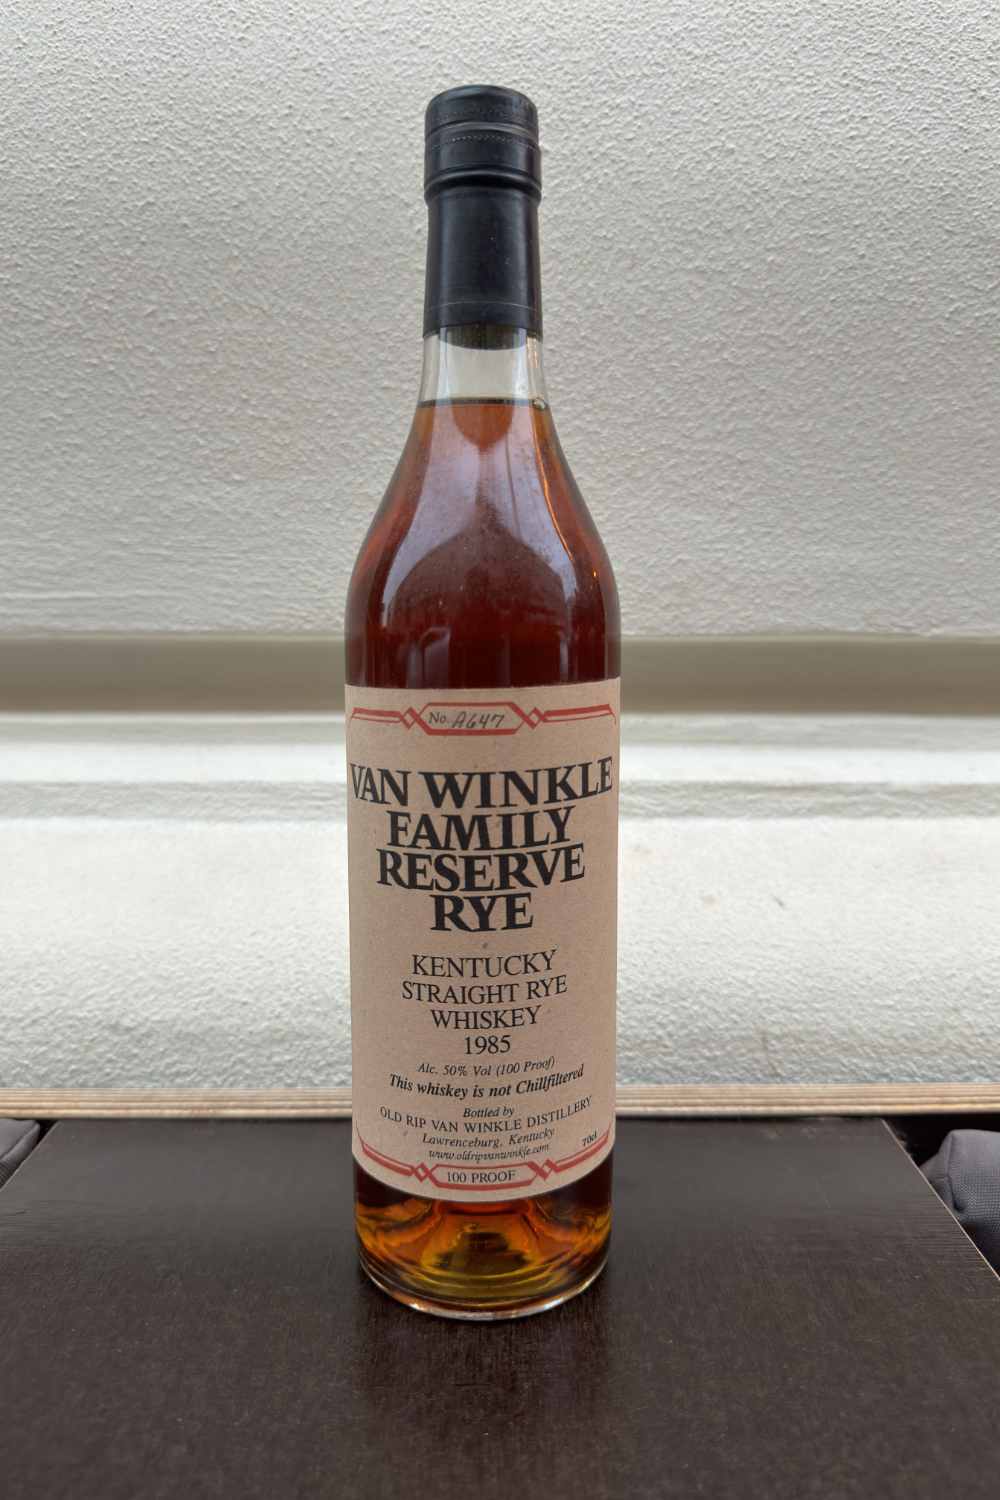 No. A647
VAN WINKLE
FAMILY
RESERVE
RYE
KENTUCKY
STRAIGHT RYE
WHISKEY
1985
Alc. 50% Vol (100 Proof)
This whiskey is not Chillfiltered
Bottled by
OLD RIP VAN WINKLE DISTILLERY
Lawrenceburg, Kentucky
www.oldripvanwinkle.com
70cl
100 PROOF